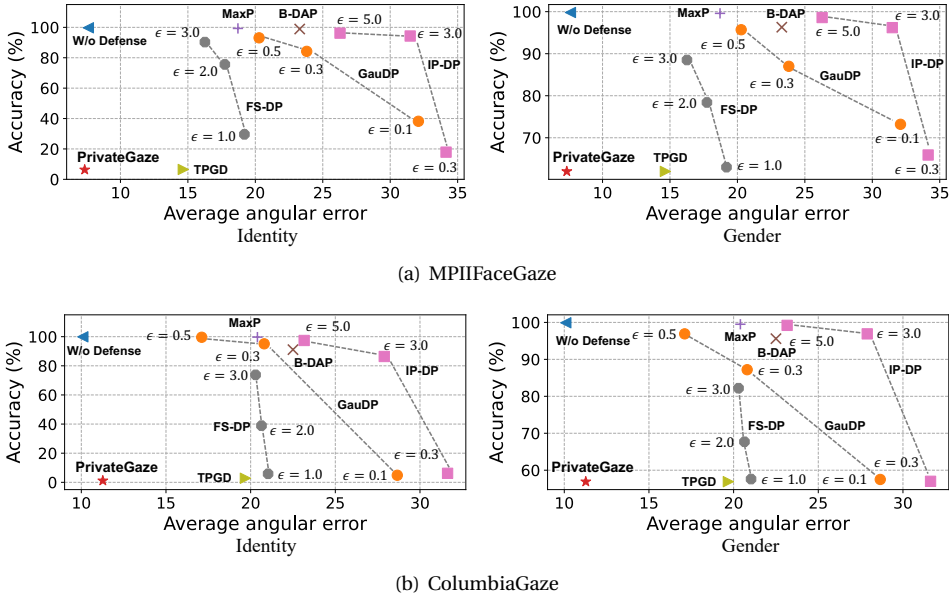 100
80
60
40
20
0
Accuracy (%)
W/o Defense
ϵ = 3.0
ϵ = 2.0
FS-DP
ϵ = 1.0
MaxP
ϵ = 0.5
ϵ = 0.3
B-DAP
ϵ = 5.0
ϵ = 3.0
IP-DP
GauDP
ϵ = 0.1
ϵ = 0.3
PrivateGaze
TPGD
10 15 20 25 30 35
Average angular error
Identity
100
90
80
70
Accuracy (%)
W/o Defense
MaxP
B-DAP
ϵ = 5.0
ϵ = 3.0
ϵ = 0.5
IP-DP
ϵ = 3.0
ϵ = 0.3
GauDP
ϵ = 2.0
FS-DP
ϵ = 0.1
PrivateGaze
TPGD
ϵ = 1.0
ϵ = 0.3
10 15 20 25 30 35
Average angular error
Gender
(a) MPIIFaceGaze
100
80
60
40
20
0
Accuracy (%)
W/o Defense
ϵ = 0.5
MaxP
ϵ = 5.0
ϵ = 0.3
B-DAP
ϵ = 3.0
IP-DP
ϵ = 3.0
GauDP
FS-DP
ϵ = 2.0
ϵ = 0.3
PrivateGaze
TPGD
ϵ = 1.0
ϵ = 0.1
10 15 20 25 30
Average angular error
Identity
100
90
80
70
60
Accuracy (%)
W/o Defense
ϵ = 0.5
MaxP
B-DAP
ϵ = 5.0
ϵ = 3.0
ϵ = 0.3
IP-DP
ϵ = 3.0
FS-DP
GauDP
ϵ = 2.0
ϵ = 0.3
PrivateGaze
TPGD
ϵ = 1.0
ϵ = 0.1
10 15 20 25 30
Average angular error
Gender
(b) ColumbiaGaze